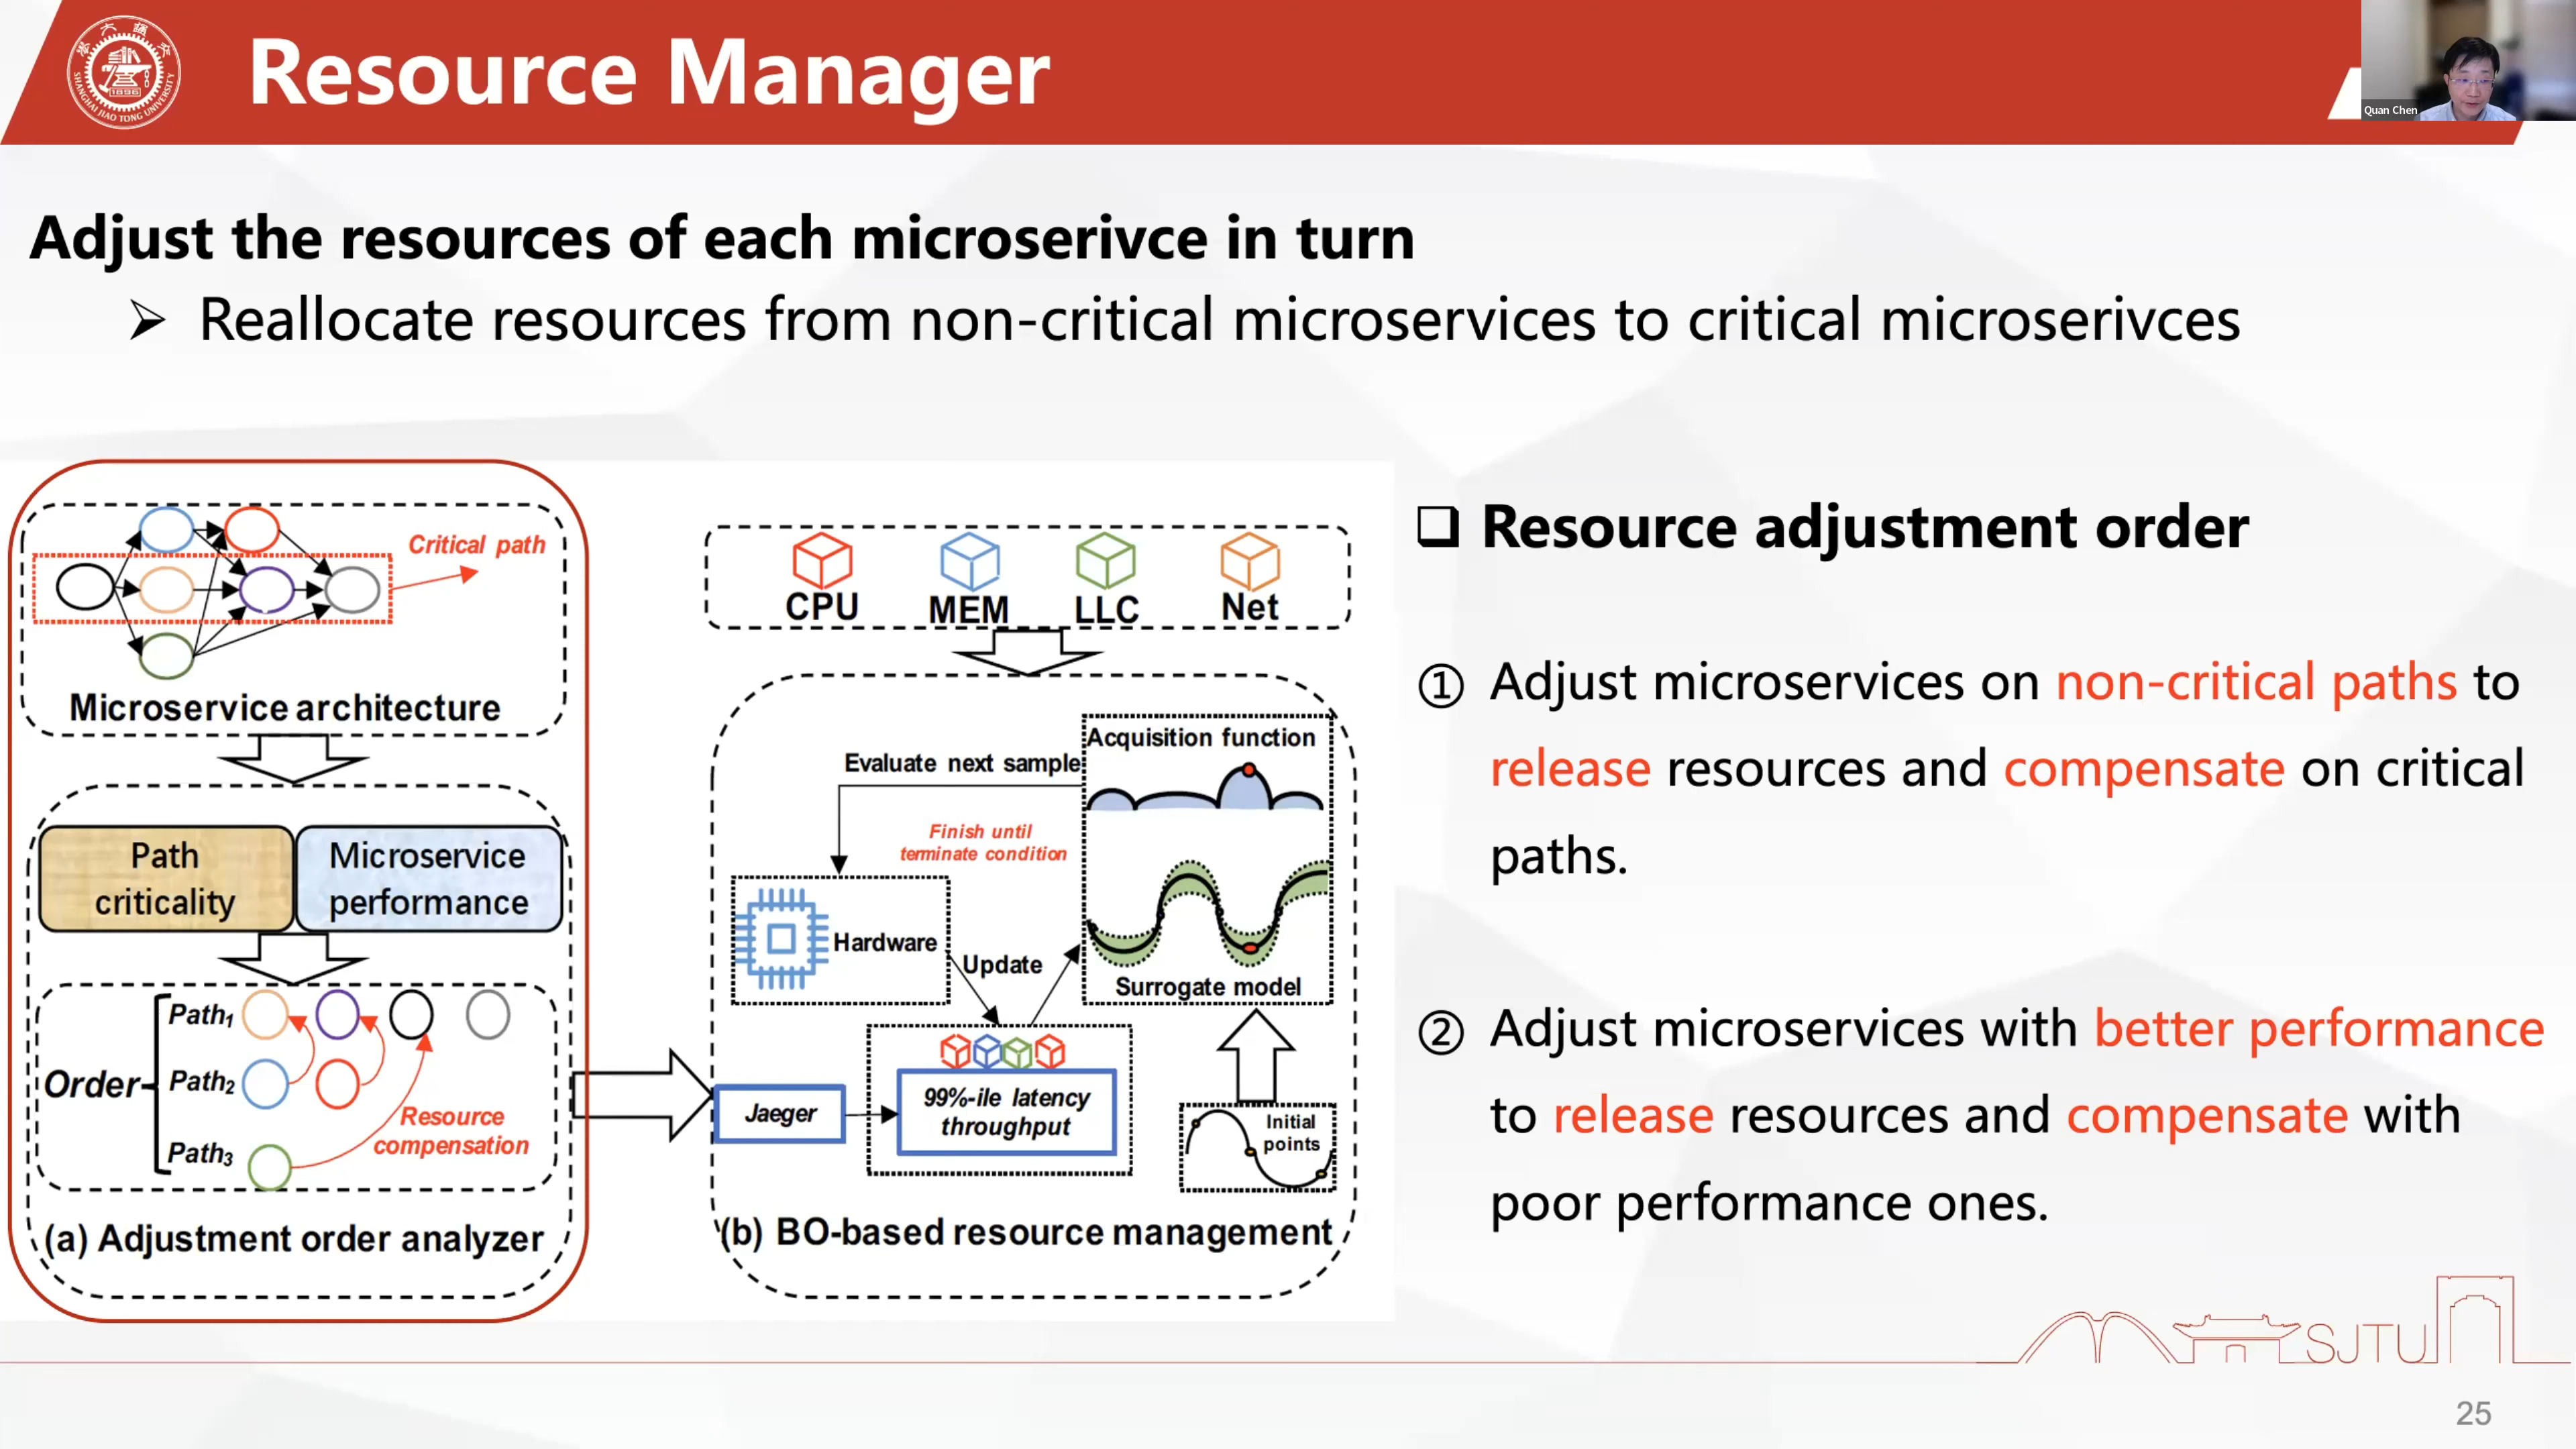 Resource Manager
SHANGHAI JIAO TONG UNIVERSITY
1896
Quan Chen
Adjust the resources of each microserivce in turn
➢ Reallocate resources from non-critical microservices to critical microserivces
Critical path
Microservice architecture
Path criticality
Microservice performance
Order
Path1
Path2
Path3
Resource compensation
(a) Adjustment order analyzer
CPU
MEM
LLC
Net
Acquisition function
Evaluate next sample
Finish until
terminate condition
Hardware
Update
Surrogate model
Jaeger
99%-ile latency
throughput
Initial
points
(b) BO-based resource management
❑ Resource adjustment order
① Adjust microservices on non-critical paths to
release resources and compensate on critical
paths.
② Adjust microservices with better performance
to release resources and compensate with
poor performance ones.
SJTU
25